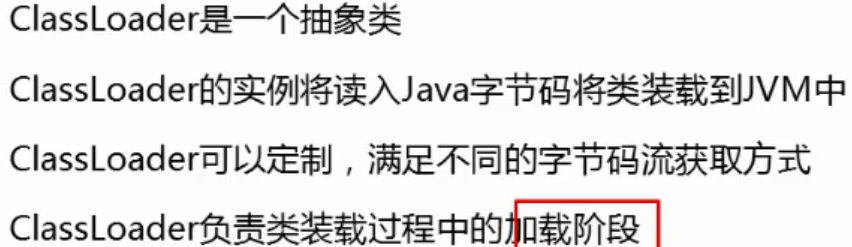 ClassLoader是一个抽象类
ClassLoader的实例将读入Java字节码将类装载到JVM中
ClassLoader可以定制，满足不同的字节码流获取方式
ClassLoader负责类装载过程中的加载阶段